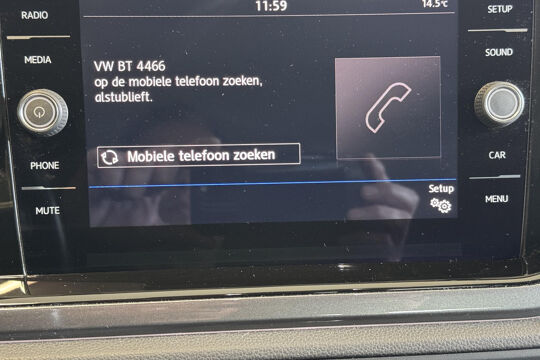 RADIO
11:59
14.5°C
SETUP
MEDIA
SOUND
VW BT 4466
op de mobiele telefoon zoeken,
alstublieft.
Mobiele telefoon zoeken
PHONE
CAR
Setup
MUTE
MENU